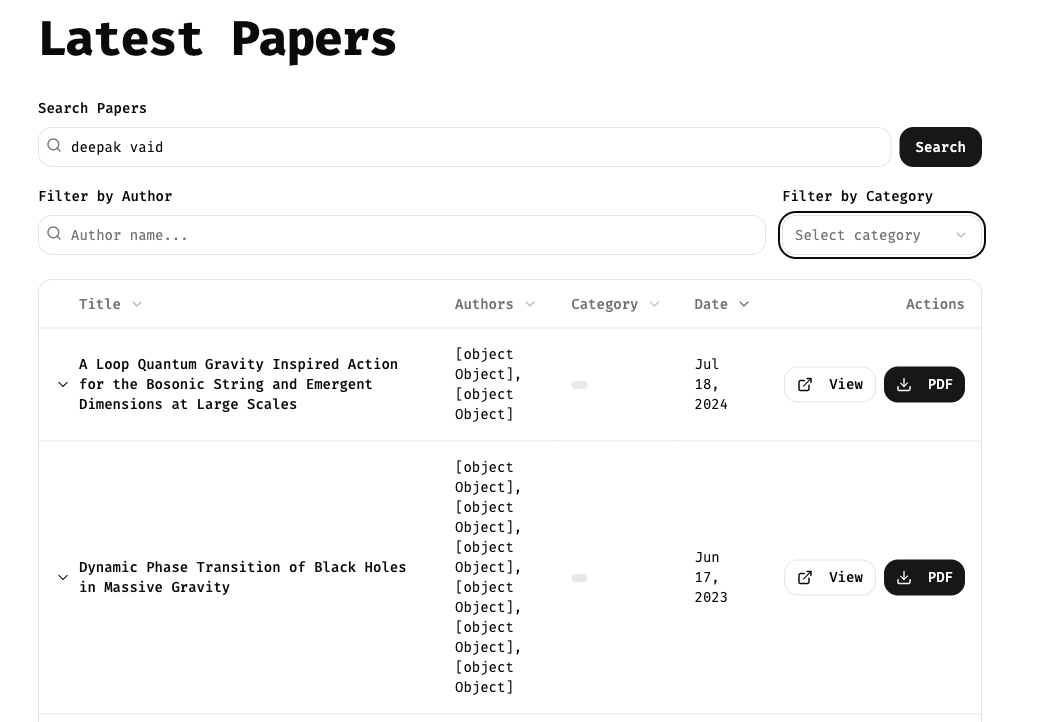 Latest Papers
Search Papers
deepak vaid
Search
Filter by Author
Filter by Category
Author name...
Select category
Title
Authors
Category
Date
Actions
A Loop Quantum Gravity Inspired Action
for the Bosonic String and Emergent
Dimensions at Large Scales
[object
Object],
[object
Object]
Jul
18,
2024
View
PDF
Dynamic Phase Transition of Black Holes
in Massive Gravity
[object
Object],
[object
Object],
[object
Object],
[object
Object],
[object
Object],
[object
Object]
Jun
17,
2023
View
PDF